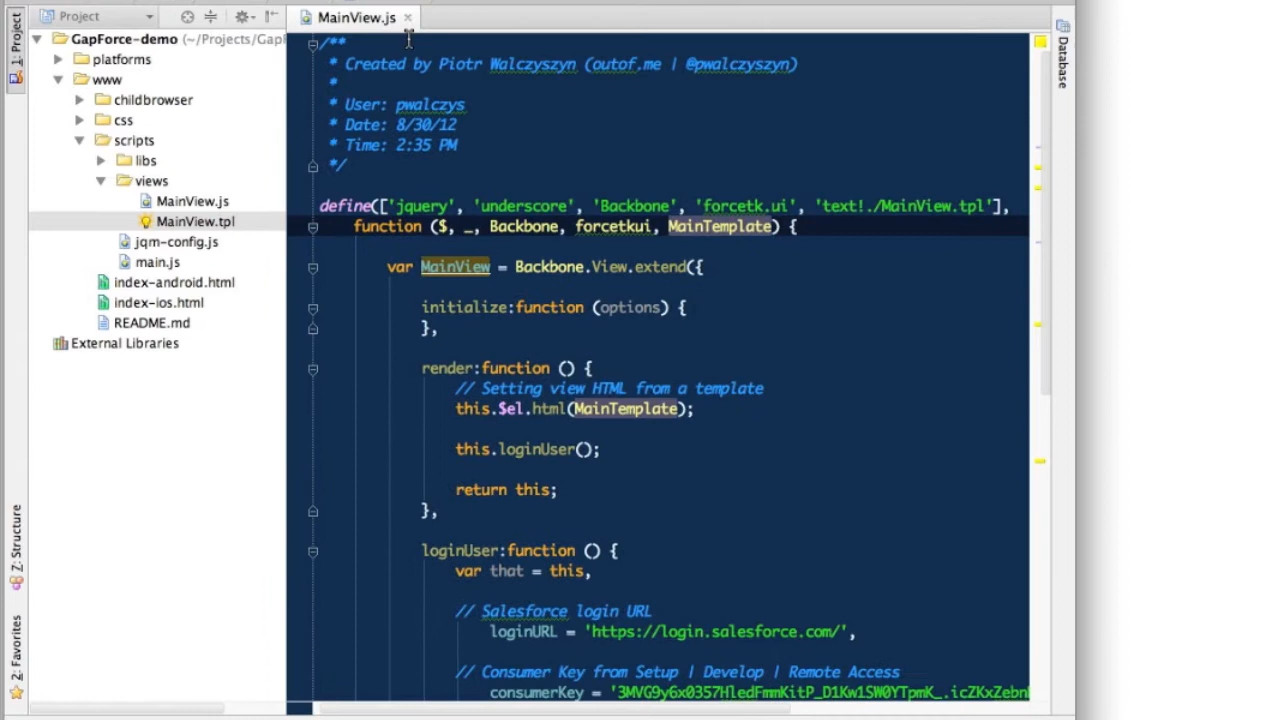 1: Project
Project
GapForce-demo (~/Projects/GapF
platforms
www
childbrowser
css
scripts
libs
views
MainView.js
MainView.tpl
jqm-config.js
main.js
index-android.html
index-ios.html
README.md
External Libraries
Z: Structure
2: Favorites
MainView.js
/**
* Created by Piotr Walczyszyn (outof.me | @pwalczyszyn)
*
* User: pwalczys
* Date: 8/30/12
* Time: 2:35 PM
*/
define(['jquery', 'underscore', 'Backbone', 'forcetk.ui', 'text!./MainView.tpl'],
function ($, _, Backbone, forcetkui, MainTemplate) {
var MainView = Backbone.View.extend({
initialize:function (options) {
},
render:function () {
// Setting view HTML from a template
this.$el.html(MainTemplate);
this.loginUser();
return this;
},
loginUser:function () {
var that = this,
// Salesforce login URL
loginURL = 'https://login.salesforce.com/',
// Consumer Key from Setup | Develop | Remote Access
consumerKey = '3MVG9y6x0357HledFmmKitP_D1Kw1SW0YTpmK_.icZKxZebn
Database